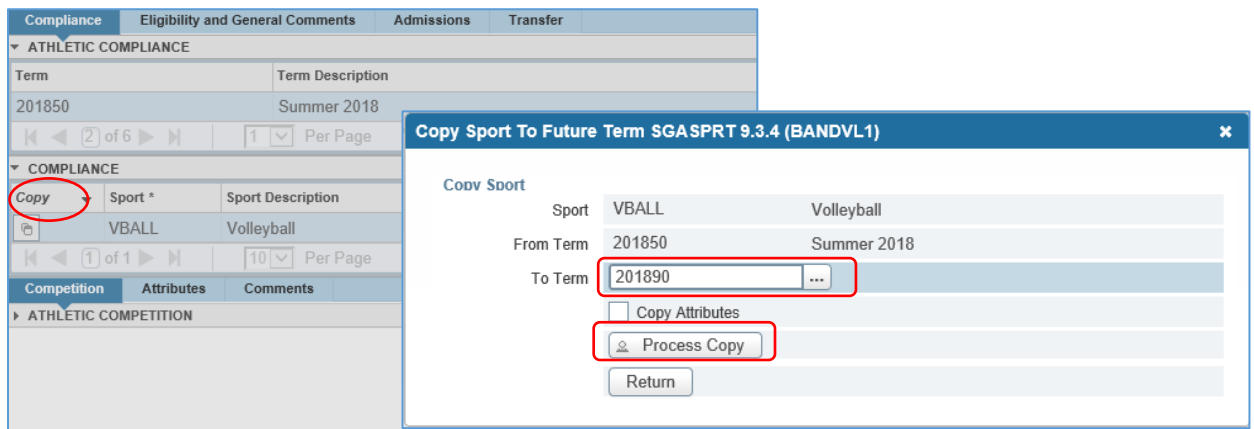 Compliance Eligibility and General Comments Admissions Transfer
ATHLETIC COMPLIANCE
Term Term Description
201850 Summer 2018
2 of 6 1 Per Page
COMPLIANCE
Copy Sport * Sport Description
VBALL Volleyball
1 of 1 10 Per Page
Competition Attributes Comments
ATHLETIC COMPETITION
Copy Sport To Future Term SGASPRT 9.3.4 (BANDVL1)
Copy Sport
Sport VBALL Volleyball
From Term 201850 Summer 2018
To Term 201890 ...
Copy Attributes
Process Copy
Return